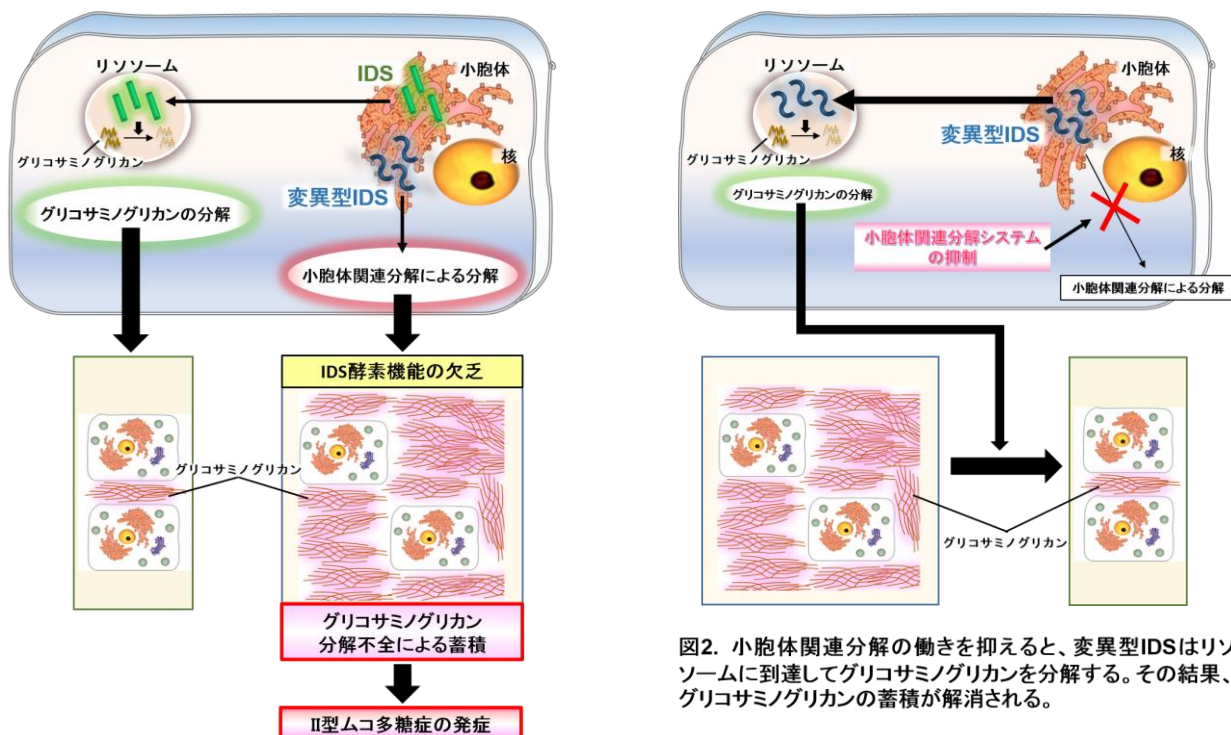 リソソーム
IDS
小胞体
グリコサミノグリカン
変異型IDS
核
グリコサミノグリカンの分解
小胞体関連分解による分解
IDS酵素機能の欠乏
グリコサミノグリカン
グリコサミノグリカン
分解不全による蓄積
II型ムコ多糖症の発症
リソソーム
小胞体
変異型IDS
核
グリコサミノグリカン
グリコサミノグリカンの分解
小胞体関連分解システム
の抑制
小胞体関連分解による分解
グリコサミノグリカン
図2. 小胞体関連分解の働きを抑えると、変異型IDSはリソ
ソームに到達してグリコサミノグリカンを分解する。その結果、
グリコサミノグリカンの蓄積が解消される。